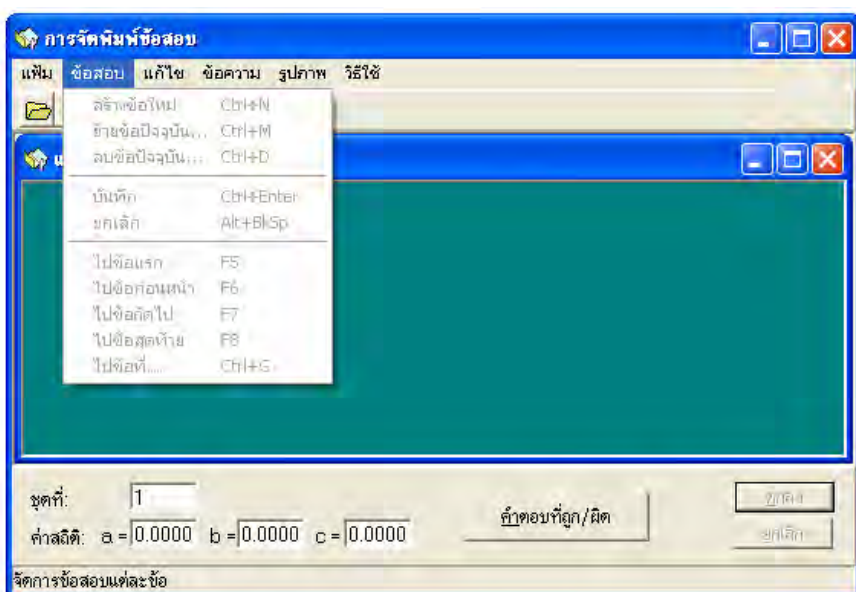 การจัดพิมพ์ข้อสอบ
แฟ้ม ข้อสอบ แก้ไข ข้อความ รูปภาพ วิธีใช้
สร้างข้อใหม่ Ctrl+N
ย้ายข้อปัจจุบัน... Ctrl+M
ลบข้อปัจจุบัน... Ctrl+D
บันทึก Ctrl+Enter
ยกเลิก Alt+BkSp
ไปข้อแรก F5
ไปข้อก่อนหน้า F6
ไปข้อถัดไป F7
ไปข้อสุดท้าย F8
ไปข้อที่..... Ctrl+G
ชุดที่: 1
ค่าสถิติ: a = 0.0000 b = 0.0000 c = 0.0000
คำตอบที่ถูก/ผิด
ตกลง
ยกเลิก
จัดการข้อสอบแต่ละข้อ